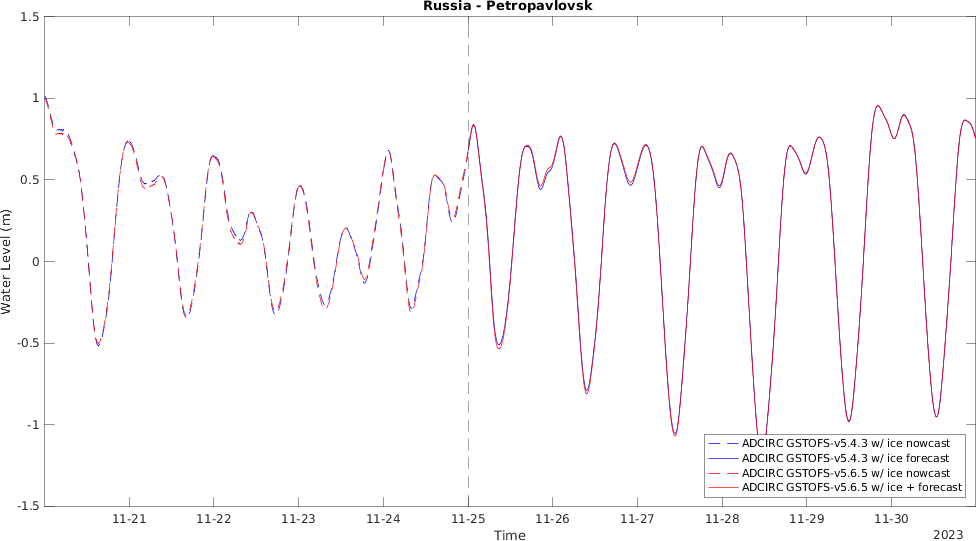 Russia - Petropavlovsk
1.5
1
0.5
0
-0.5
-1
-1.5
Water Level (m)
11-21
11-22
11-23
11-24
11-25
11-26
11-27
11-28
11-29
11-30
Time
2023
ADCIRC GSTOFS-v5.4.3 w/ ice nowcast
ADCIRC GSTOFS-v5.4.3 w/ ice forecast
ADCIRC GSTOFS-v5.6.5 w/ ice nowcast
ADCIRC GSTOFS-v5.6.5 w/ ice + forecast